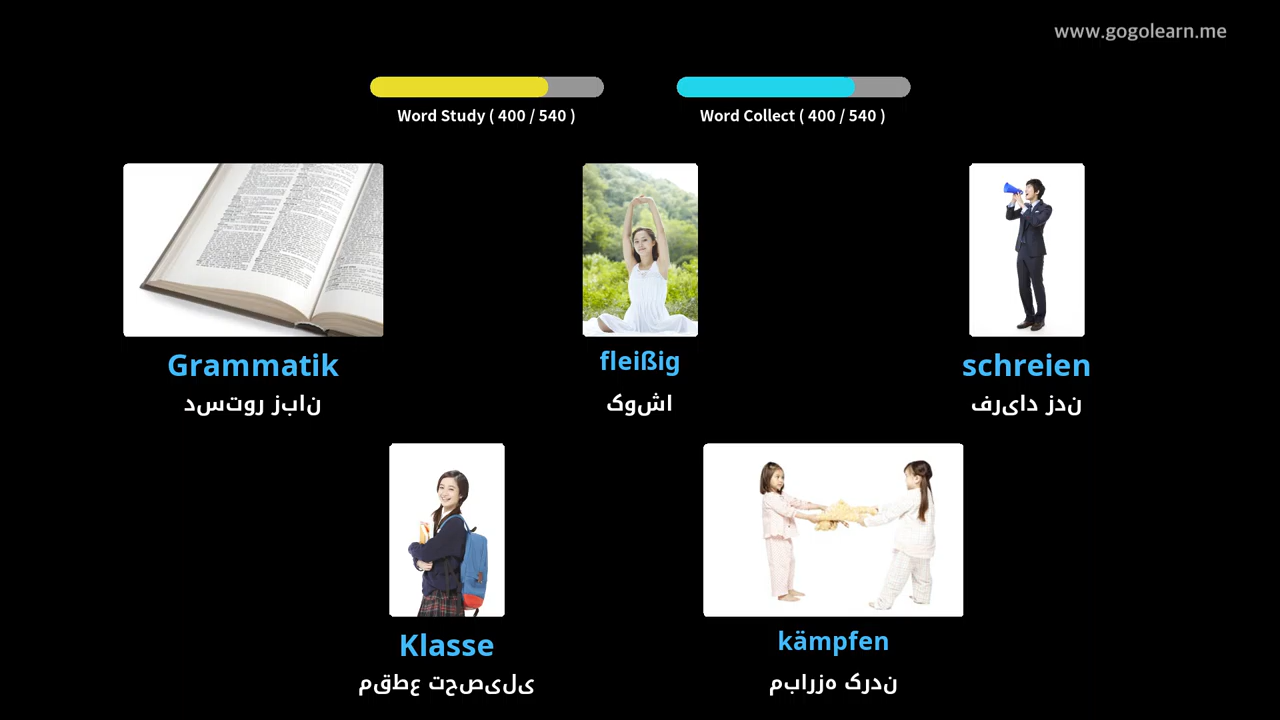 www.gogolearn.me
Word Study ( 400 / 540 )
Word Collect ( 400 / 540 )
Grammatik
دستور زبان
fleißig
کوشا
schreien
فریاد زدن
Klasse
مقطع تحصیلی
kämpfen
مبارزه کردن